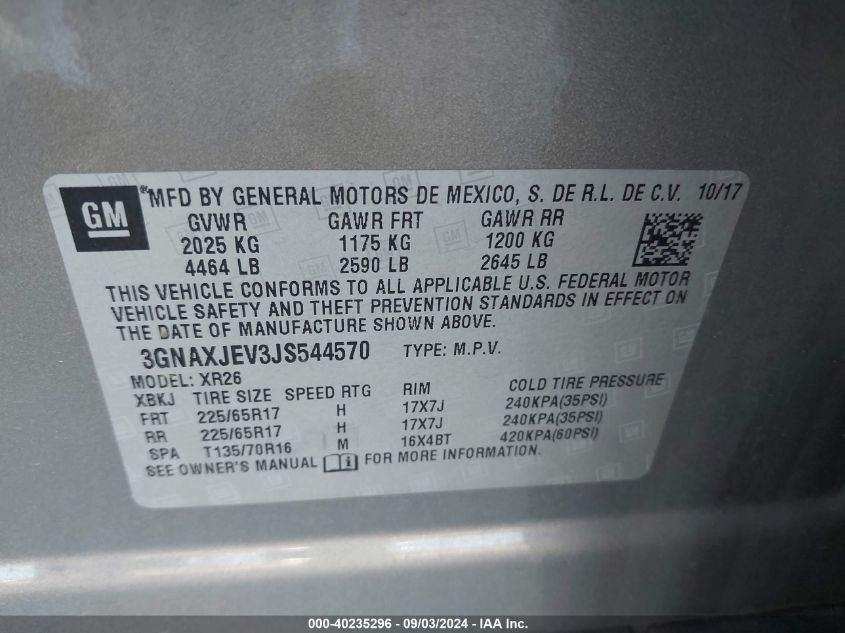 GM ®MFD BY GENERAL MOTORS DE MEXICO, S. DE R.L. DE C.V. 10/17
GVWR GAWR FRT GAWR RR
2025 KG 1175 KG 1200 KG
4464 LB 2590 LB 2645 LB
THIS VEHICLE CONFORMS TO ALL APPLICABLE U.S. FEDERAL MOTOR
VEHICLE SAFETY AND THEFT PREVENTION STANDARDS IN EFFECT ON
THE DATE OF MANUFACTURE SHOWN ABOVE.
3GNAXJEV3JS544570 TYPE: M.P.V.
MODEL: XR26
XBKJ TIRE SIZE SPEED RTG RIM COLD TIRE PRESSURE
FRT 225/65R17 H 17X7J 240KPA(35PSI)
RR 225/65R17 H 17X7J 240KPA(35PSI)
SPA T135/70R16 M 16X4BT 420KPA(60PSI)
SEE OWNER'S MANUAL FOR MORE INFORMATION.
000-40235296 - 09/03/2024 - IAA Inc.